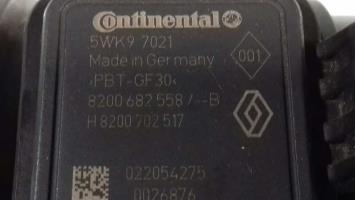 Continental
5WK9 7021
Made in Germany
001
›PBT-GF30‹
8200 682 558 / --B
H 8200 702 517
022054275
0026876